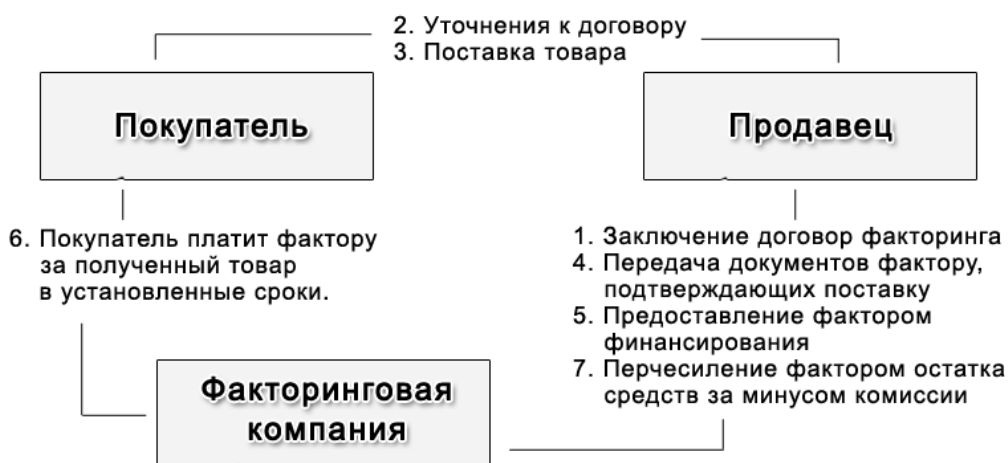 2. Уточнения к договору
3. Поставка товара
Покупатель
Продавец
6. Покупатель платит фактору
за полученный товар
в установленные сроки.
1. Заключение договор факторинга
4. Передача документов фактору,
подтверждающих поставку
5. Предоставление фактором
финансирования
7. Перчесиление фактором остатка
средств за минусом комиссии
Факторинговая
компания